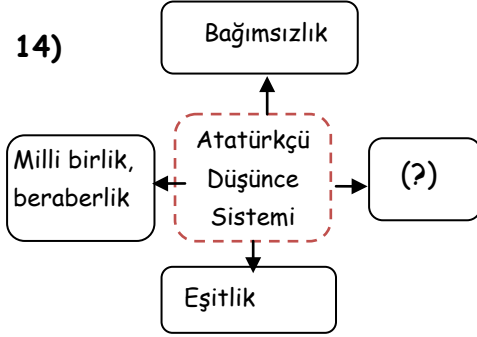 14)
Bağımsızlık
Milli birlik,
beraberlik
Atatürkçü
Düşünce
Sistemi
(?)
Eşitlik